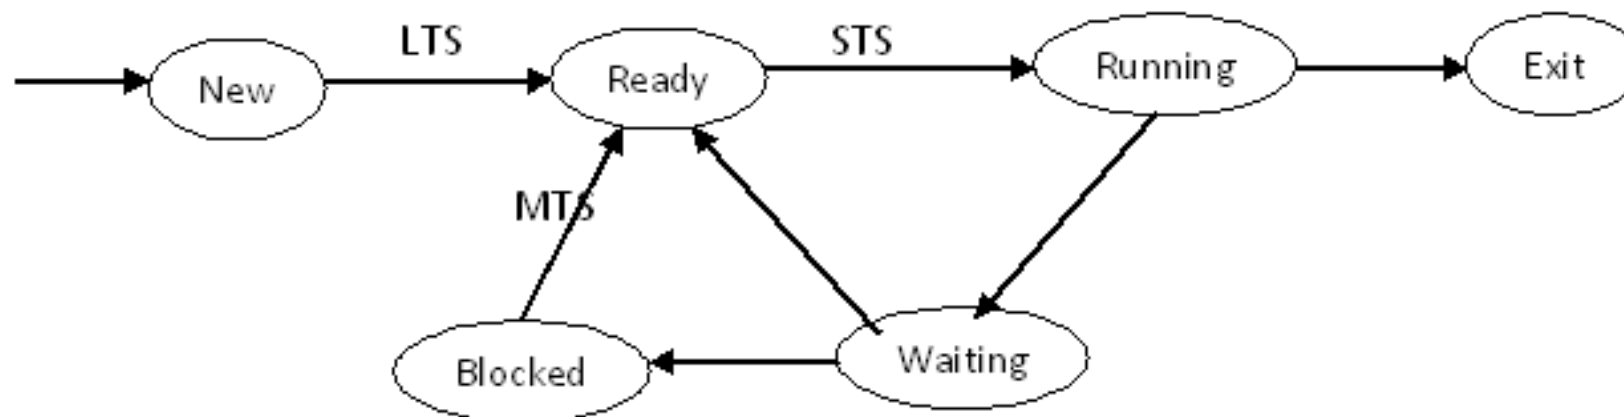 LTS
STS
New
Ready
Running
Exit
MTS
Blocked
Waiting